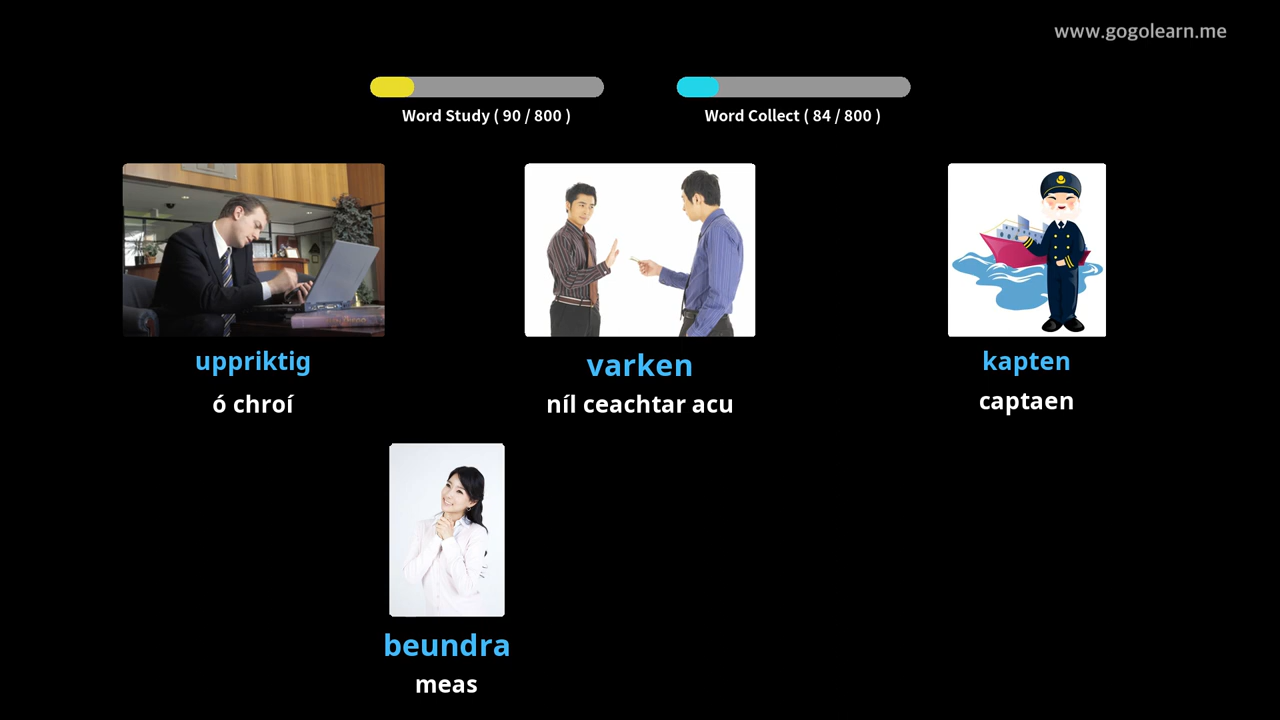 www.gogolearn.me
Word Study ( 90 / 800 )
Word Collect ( 84 / 800 )
uppriktig
ó chroí
varken
níl ceachtar acu
kapten
captaen
beundra
meas